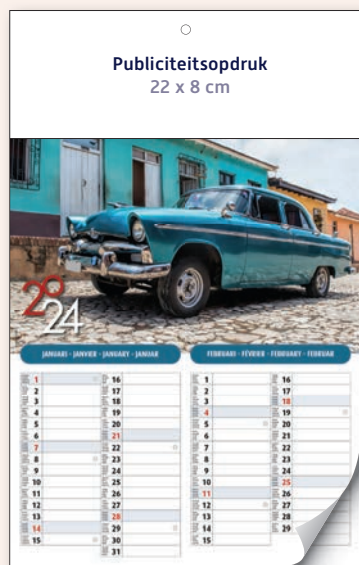 Publiciteitsopdruk
22 x 8 cm
2024
JANUARI - JANVIER - JANUARY - JANUAR
FEBRUARI - FÉVRIER - FEBRUARY - FEBRUAR
1 16 1 16
2 17 2 17
3 18 3 18
4 19 4 19
5 20 5 20
6 21 6 21
7 22 7 22
8 23 8 23
9 24 9 24
10 25 10 25
11 26 11 26
12 27 12 27
13 28 13 28
14 29 14 29
15 30 15
31